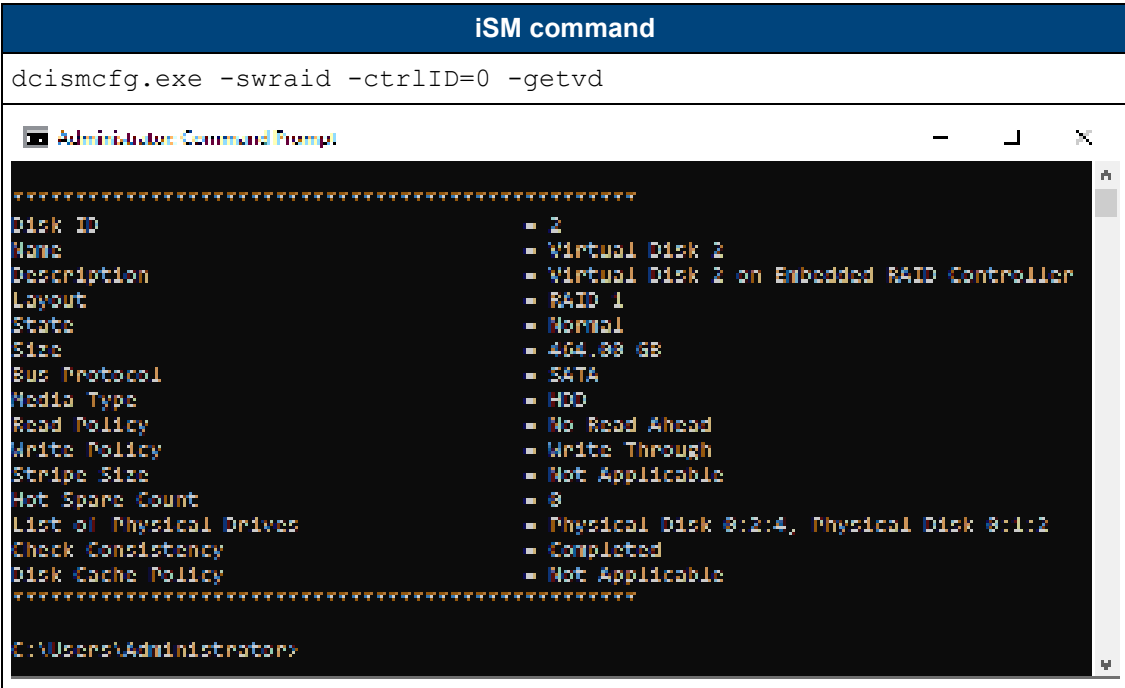 iSM command
dcismcfg.exe -swraid -ctrlID=0 -getvd
Administrator: Command Prompt
**************************************************
Disk ID = 2
Name = Virtual Disk 2
Description = Virtual Disk 2 on Embedded RAID Controller
Layout = RAID 1
State = Normal
Size = 464.00 GB
Bus Protocol = SATA
Media Type = HDD
Read Policy = No Read Ahead
Write Policy = Write Through
Stripe Size = Not Applicable
Hot Spare Count = 0
List of Physical Drives = Physical Disk 0:2:4, Physical Disk 0:1:2
Check Consistency = Completed
Disk Cache Policy = Not Applicable
**************************************************
C:\Users\Administrator>